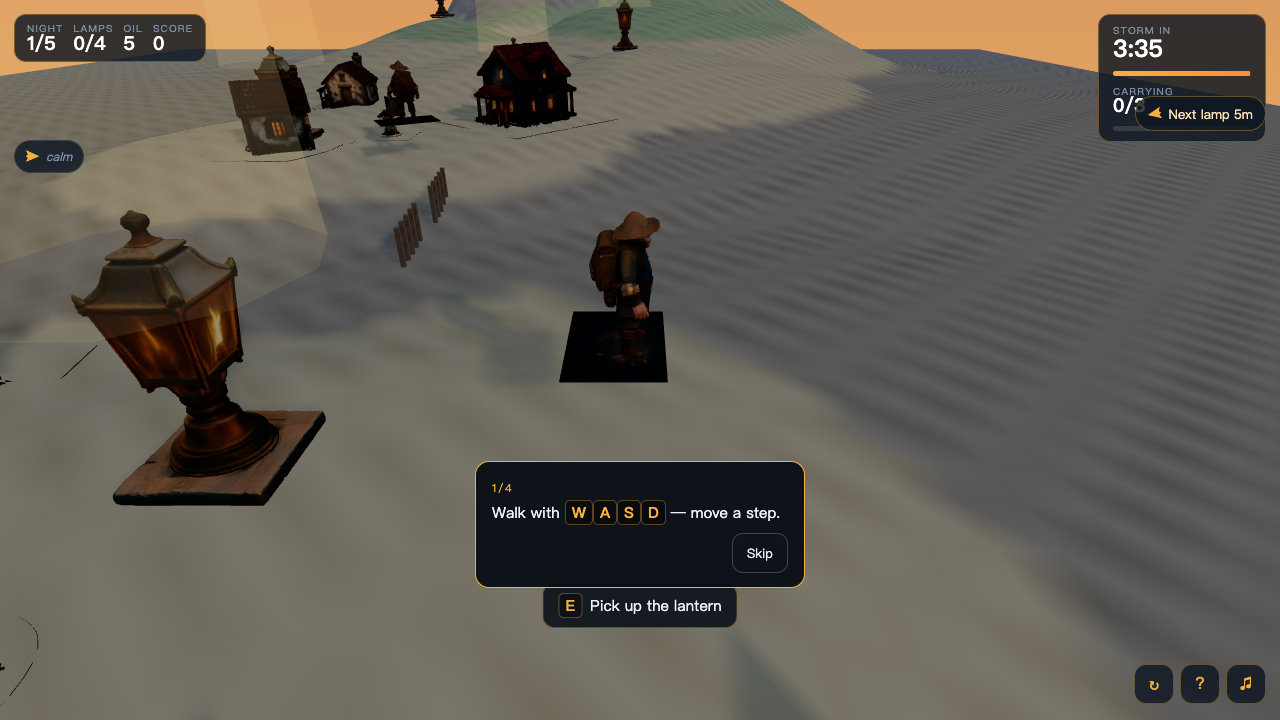 NIGHT LAMPS OIL SCORE
1/5 0/4 5 0
STORM IN
3:35
CARRYING
0/3
Next lamp 5m
calm
1/4
Walk with W A S D — move a step.
Skip
E Pick up the lantern
?